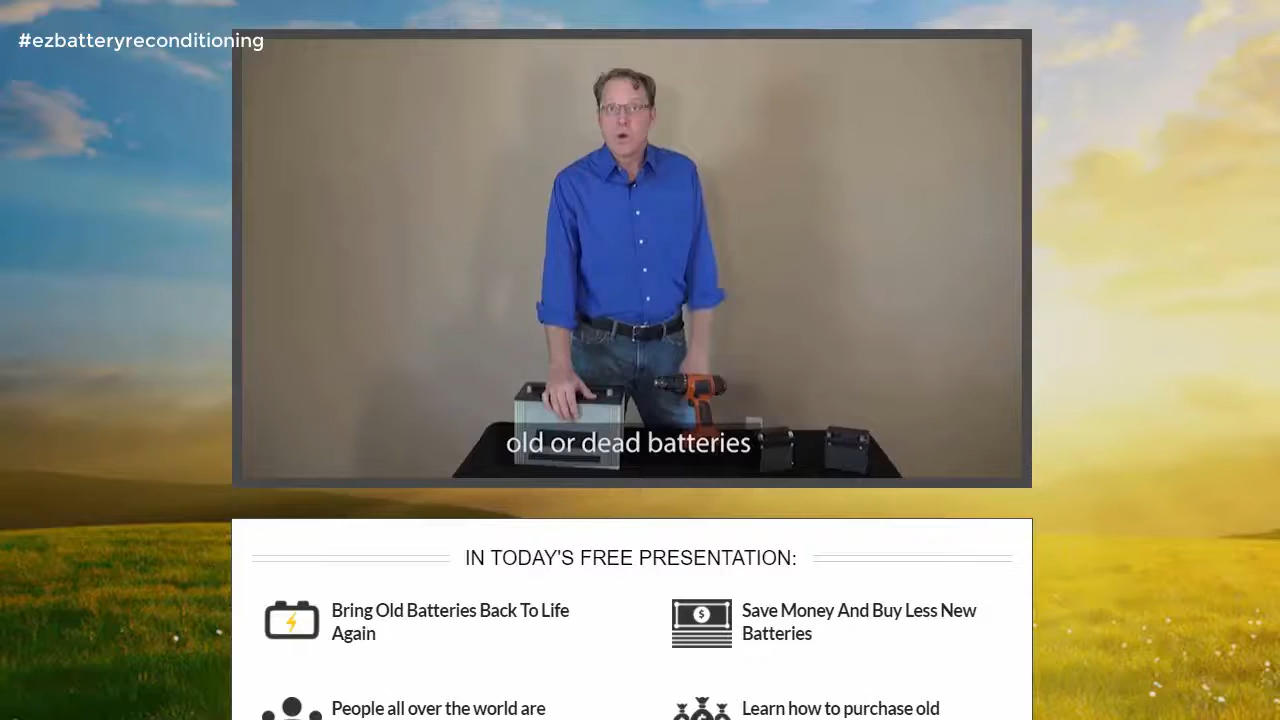 #ezbatteryreconditioning
old or dead batteries
IN TODAY'S FREE PRESENTATION:
Bring Old Batteries Back To Life
Again
Save Money And Buy Less New
Batteries
People all over the world are
Learn how to purchase old